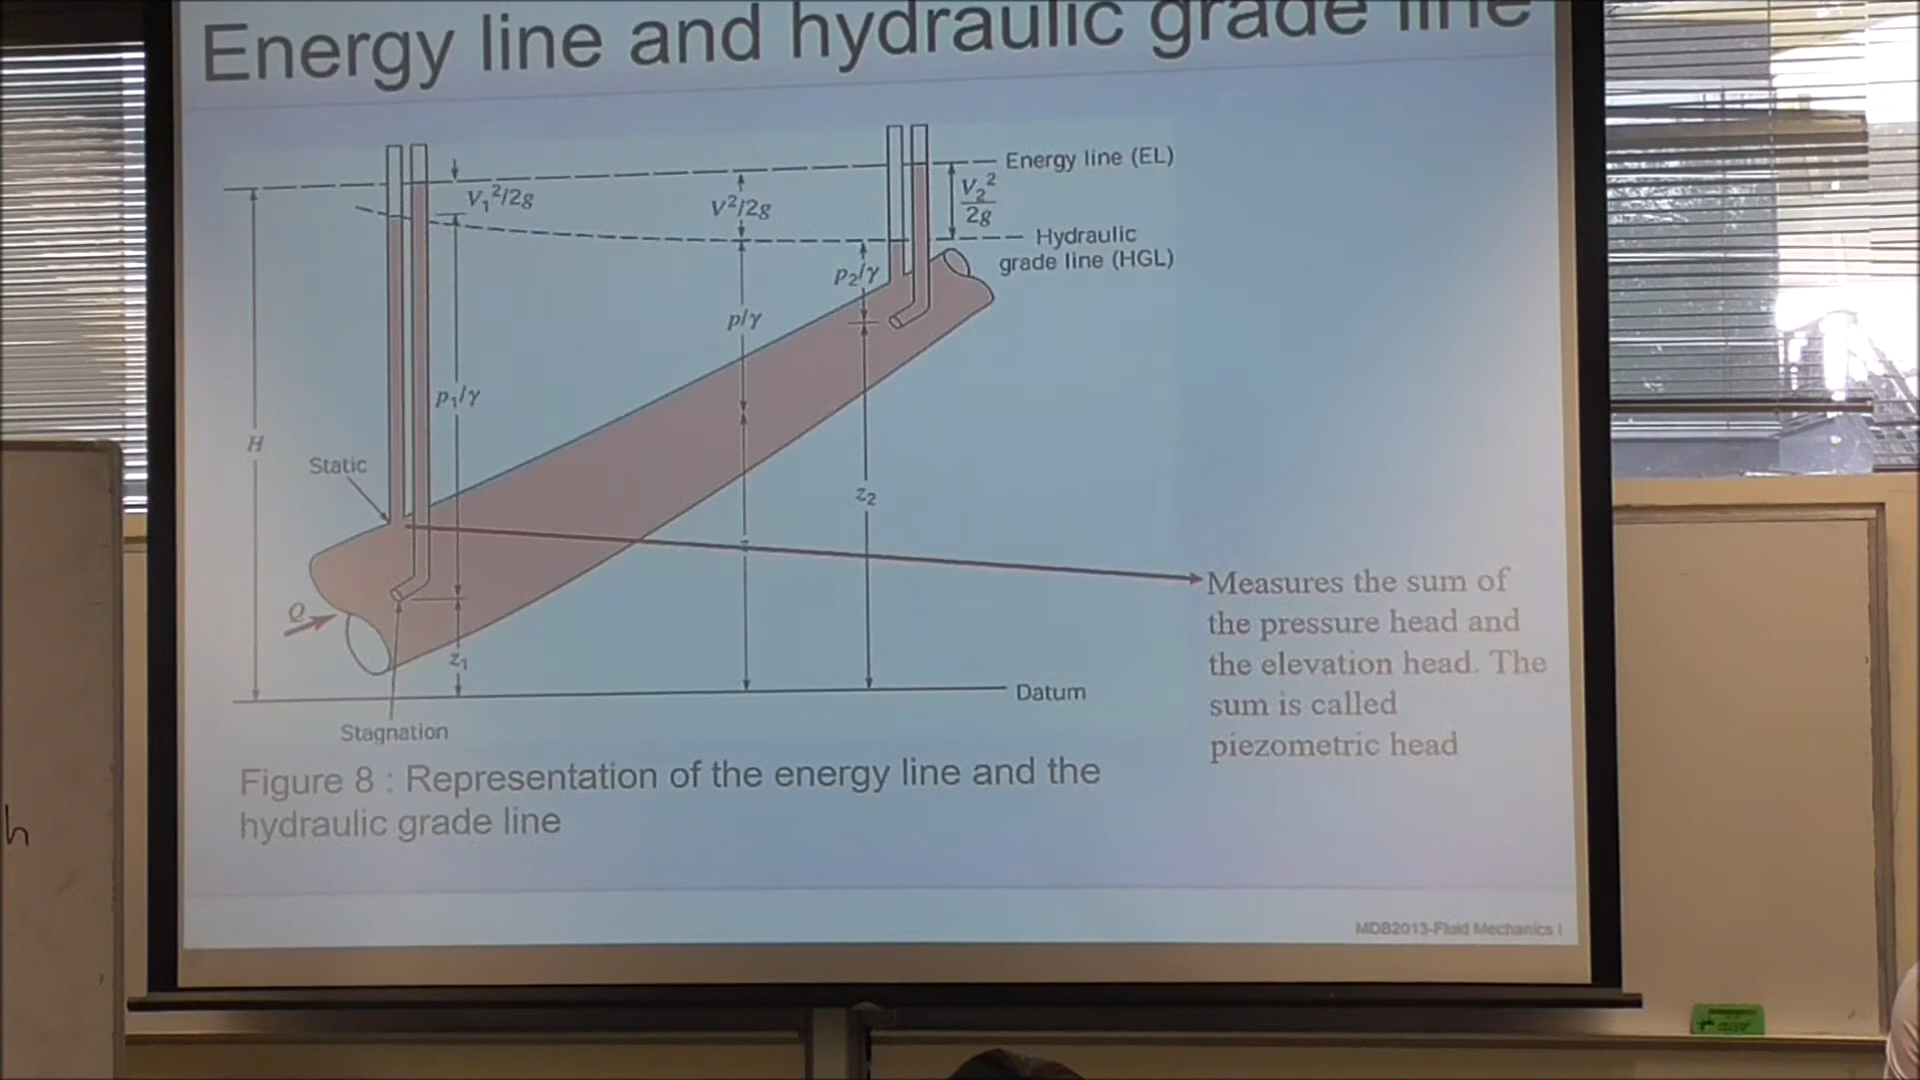 Energy line and hydraulic grade line
Energy line (EL)
V₁²/2g
V²/2g
V₂²
2g
Hydraulic
grade line (HGL)
p₂/γ
p/γ
p₁/γ
H
Static
z₂
Q
z₁
Datum
Stagnation
Measures the sum of
the pressure head and
the elevation head. The
sum is called
piezometric head
Figure 8 : Representation of the energy line and the
hydraulic grade line
MDB2013-Fluid Mechanics I
h